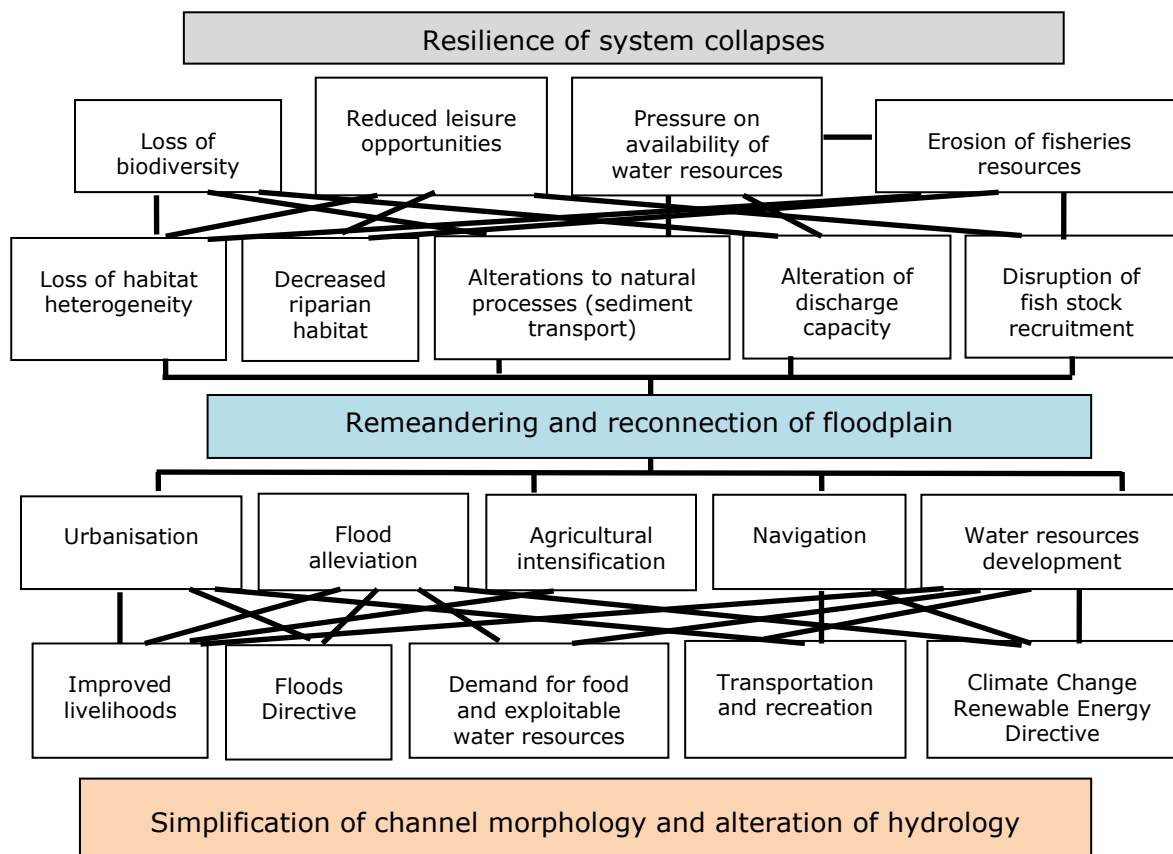 Resilience of system collapses
Loss of
biodiversity
Reduced leisure
opportunities
Pressure on
availability of
water resources
Erosion of fisheries
resources
Loss of habitat
heterogeneity
Decreased
riparian
habitat
Alterations to natural
processes (sediment
transport)
Alteration of
discharge
capacity
Disruption of
fish stock
recruitment
Remeandering and reconnection of floodplain
Urbanisation
Flood
alleviation
Agricultural
intensification
Navigation
Water resources
development
Improved
livelihoods
Floods
Directive
Demand for food
and exploitable
water resources
Transportation
and recreation
Climate Change
Renewable Energy
Directive
Simplification of channel morphology and alteration of hydrology